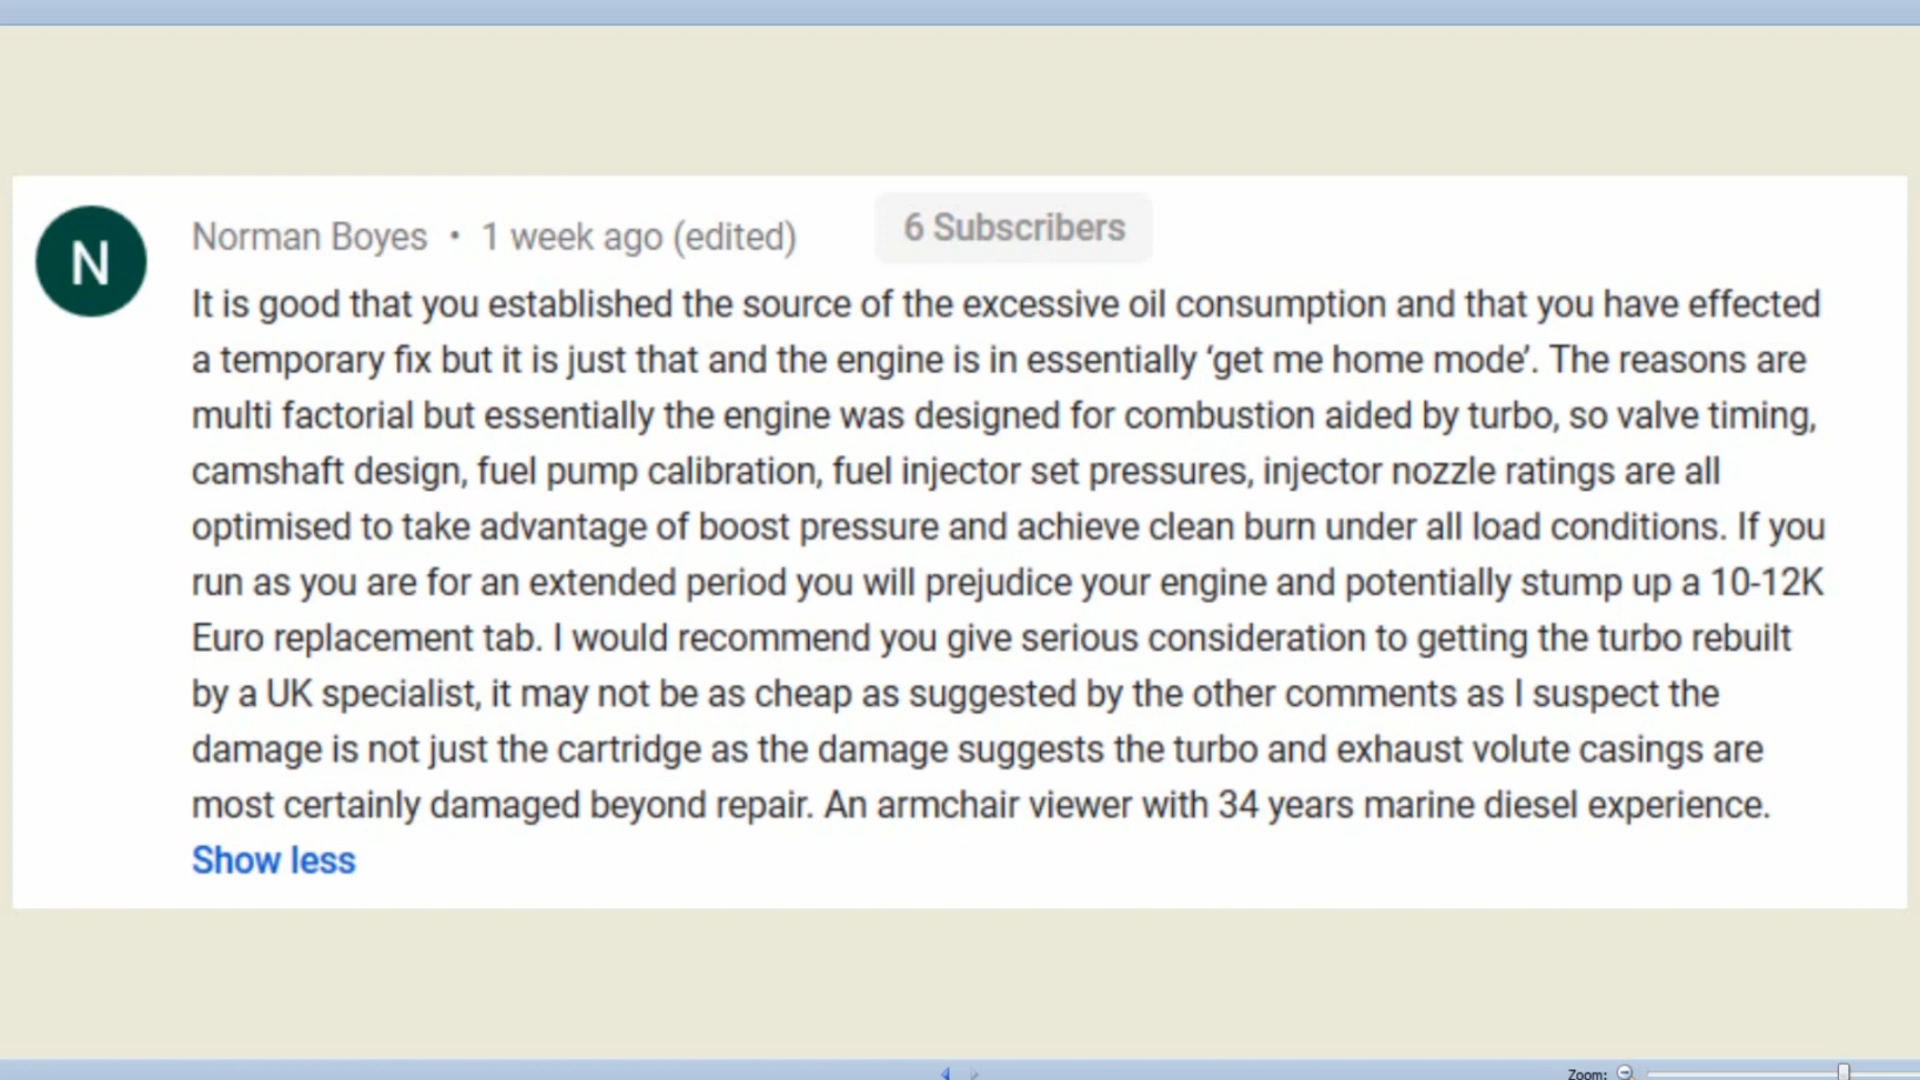 N
Norman Boyes • 1 week ago (edited) 6 Subscribers
It is good that you established the source of the excessive oil consumption and that you have effected
a temporary fix but it is just that and the engine is in essentially ‘get me home mode’. The reasons are
multi factorial but essentially the engine was designed for combustion aided by turbo, so valve timing,
camshaft design, fuel pump calibration, fuel injector set pressures, injector nozzle ratings are all
optimised to take advantage of boost pressure and achieve clean burn under all load conditions. If you
run as you are for an extended period you will prejudice your engine and potentially stump up a 10-12K
Euro replacement tab. I would recommend you give serious consideration to getting the turbo rebuilt
by a UK specialist, it may not be as cheap as suggested by the other comments as I suspect the
damage is not just the cartridge as the damage suggests the turbo and exhaust volute casings are
most certainly damaged beyond repair. An armchair viewer with 34 years marine diesel experience.
Show less
Zoom: